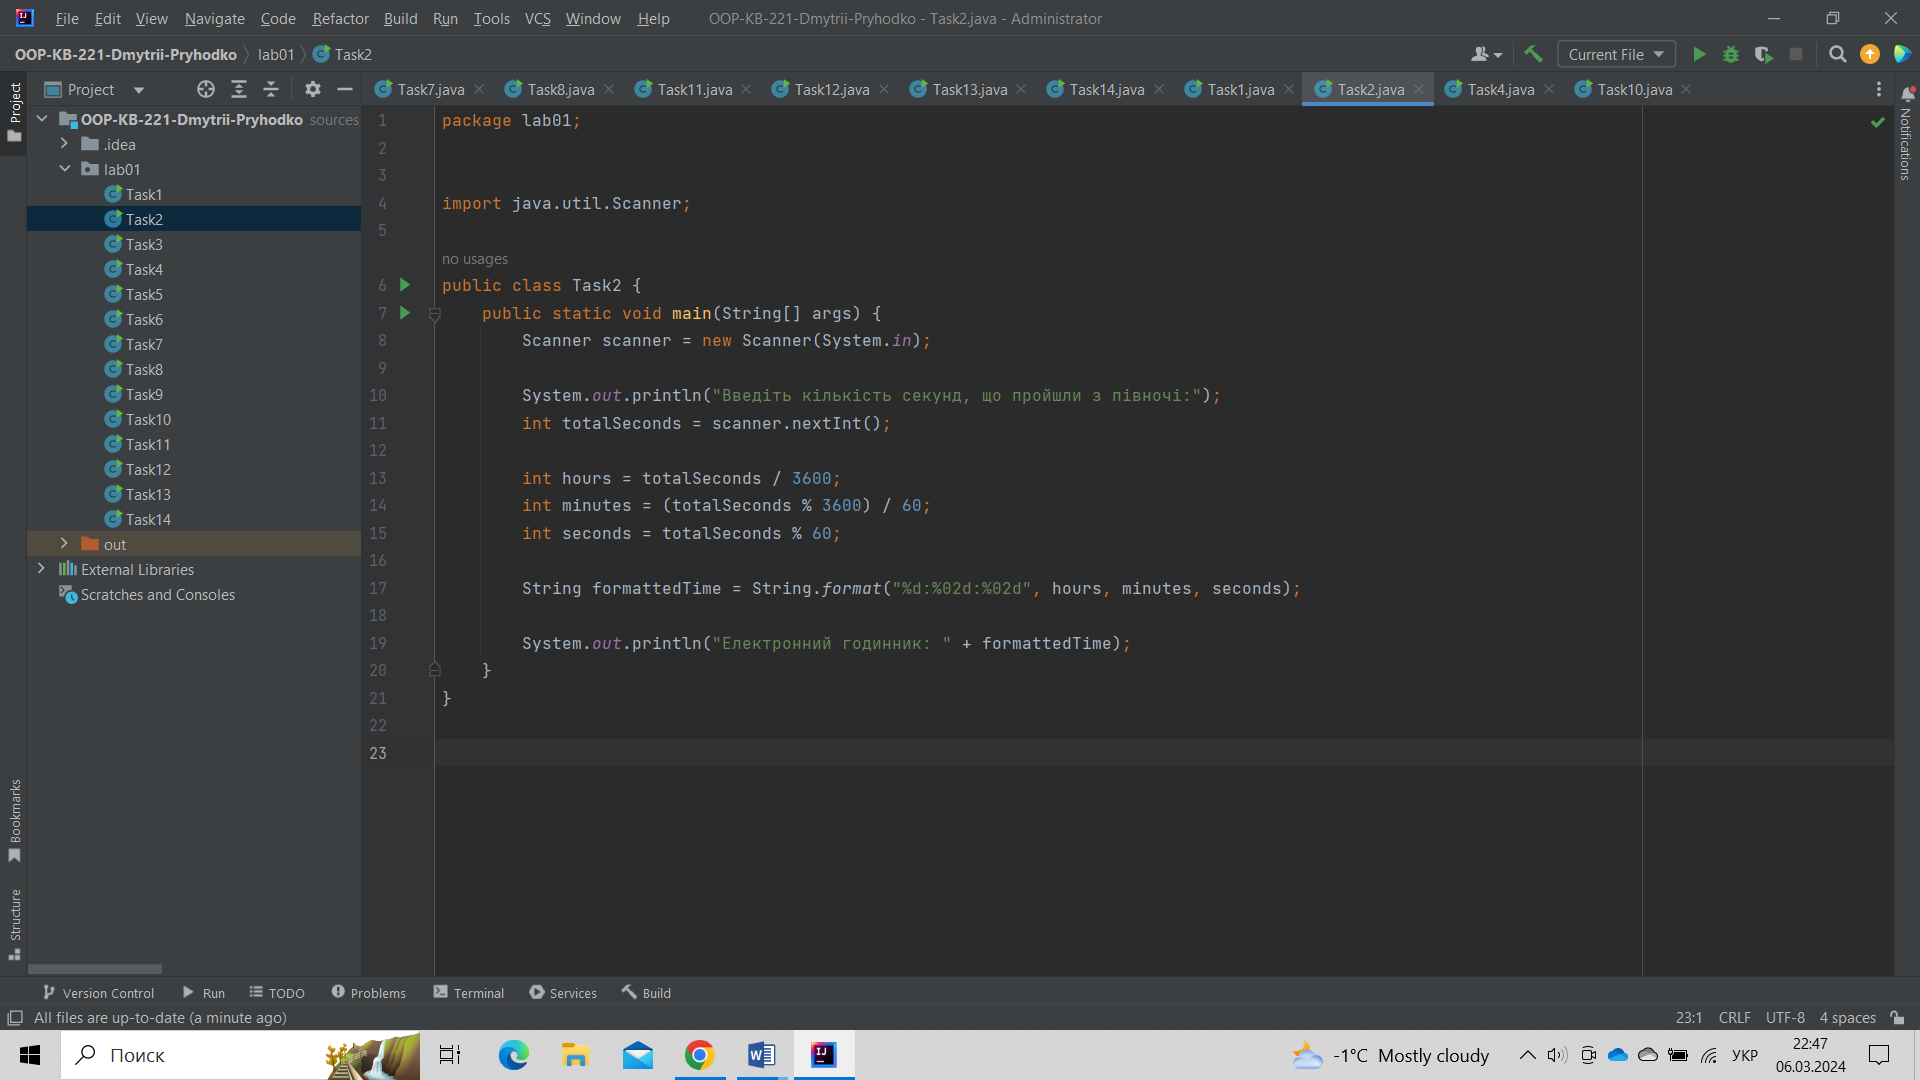 File Edit View Navigate Code Refactor Build Run Tools VCS Window Help OOP-KB-221-Dmytrii-Pryhodko - Task2.java - Administrator
OOP-KB-221-Dmytrii-Pryhodko lab01 Task2 Current File
Project
Task7.java Task8.java Task11.java Task12.java Task13.java Task14.java Task1.java Task2.java Task4.java Task10.java
OOP-KB-221-Dmytrii-Pryhodko sources
.idea
lab01
Task1
Task2
Task3
Task4
Task5
Task6
Task7
Task8
Task9
Task10
Task11
Task12
Task13
Task14
out
External Libraries
Scratches and Consoles
Project
Bookmarks
Structure
1 package lab01;
2
3
4 import java.util.Scanner;
5
no usages
6 public class Task2 {
7 public static void main(String[] args) {
8 Scanner scanner = new Scanner(System.in);
9
10 System.out.println("Введіть кількість секунд, що пройшли з півночі:");
11 int totalSeconds = scanner.nextInt();
12
13 int hours = totalSeconds / 3600;
14 int minutes = (totalSeconds % 3600) / 60;
15 int seconds = totalSeconds % 60;
16
17 String formattedTime = String.format("%d:%02d:%02d", hours, minutes, seconds);
18
19 System.out.println("Електронний годинник: " + formattedTime);
20 }
21 }
22
23
Notifications
Version Control Run TODO Problems Terminal Services Build
All files are up-to-date (a minute ago) 23:1 CRLF UTF-8 4 spaces
Поиск -1°C Mostly cloudy УКР 22:47
06.03.2024